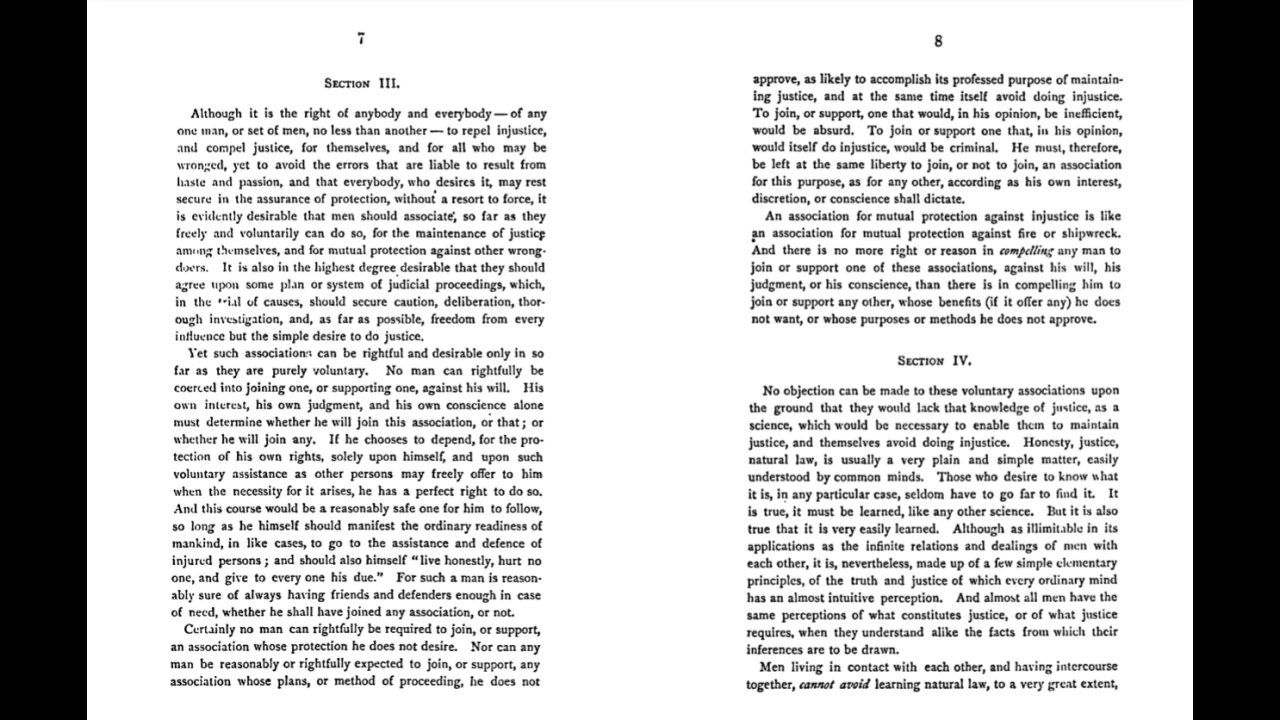 7
SECTION III.
Although it is the right of anybody and everybody — of any
one man, or set of men, no less than another — to repel injustice,
and compel justice, for themselves, and for all who may be
wronged, yet to avoid the errors that are liable to result from
haste and passion, and that everybody, who desires it, may rest
secure in the assurance of protection, without a resort to force, it
is evidently desirable that men should associate, so far as they
freely and voluntarily can do so, for the maintenance of justice
among themselves, and for mutual protection against other wrong-
doers. It is also in the highest degree desirable that they should
agree upon some plan or system of judicial proceedings, which,
in the trial of causes, should secure caution, deliberation, thor-
ough investigation, and, as far as possible, freedom from every
influence but the simple desire to do justice.
Yet such associations can be rightful and desirable only in so
far as they are purely voluntary. No man can rightfully be
coerced into joining one, or supporting one, against his will. His
own interest, his own judgment, and his own conscience alone
must determine whether he will join this association, or that; or
whether he will join any. If he chooses to depend, for the pro-
tection of his own rights, solely upon himself, and upon such
voluntary assistance as other persons may freely offer to him
when the necessity for it arises, he has a perfect right to do so.
And this course would be a reasonably safe one for him to follow,
so long as he himself should manifest the ordinary readiness of
mankind, in like cases, to go to the assistance and defence of
injured persons; and should also himself "live honestly, hurt no
one, and give to every one his due." For such a man is reason-
ably sure of always having friends and defenders enough in case
of need, whether he shall have joined any association, or not.
Certainly no man can rightfully be required to join, or support,
an association whose protection he does not desire. Nor can any
man be reasonably or rightfully expected to join, or support, any
association whose plans, or method of proceeding, he does not
8
approve, as likely to accomplish its professed purpose of maintain-
ing justice, and at the same time itself avoid doing injustice.
To join, or support, one that would, in his opinion, be inefficient,
would be absurd. To join or support one that, in his opinion,
would itself do injustice, would be criminal. He must, therefore,
be left at the same liberty to join, or not to join, an association
for this purpose, as for any other, according as his own interest,
discretion, or conscience shall dictate.
An association for mutual protection against injustice is like
an association for mutual protection against fire or shipwreck.
And there is no more right or reason in compelling any man to
join or support one of these associations, against his will, his
judgment, or his conscience, than there is in compelling him to
join or support any other, whose benefits (if it offer any) he does
not want, or whose purposes or methods he does not approve.
SECTION IV.
No objection can be made to these voluntary associations upon
the ground that they would lack that knowledge of justice, as a
science, which would be necessary to enable them to maintain
justice, and themselves avoid doing injustice. Honesty, justice,
natural law, is usually a very plain and simple matter, easily
understood by common minds. Those who desire to know what
it is, in any particular case, seldom have to go far to find it. It
is true, it must be learned, like any other science. But it is also
true that it is very easily learned. Although as illimitable in its
applications as the infinite relations and dealings of men with
each other, it is, nevertheless, made up of a few simple elementary
principles, of the truth and justice of which every ordinary mind
has an almost intuitive perception. And almost all men have the
same perceptions of what constitutes justice, or of what justice
requires, when they understand alike the facts from which their
inferences are to be drawn.
Men living in contact with each other, and having intercourse
together, cannot avoid learning natural law, to a very great extent,